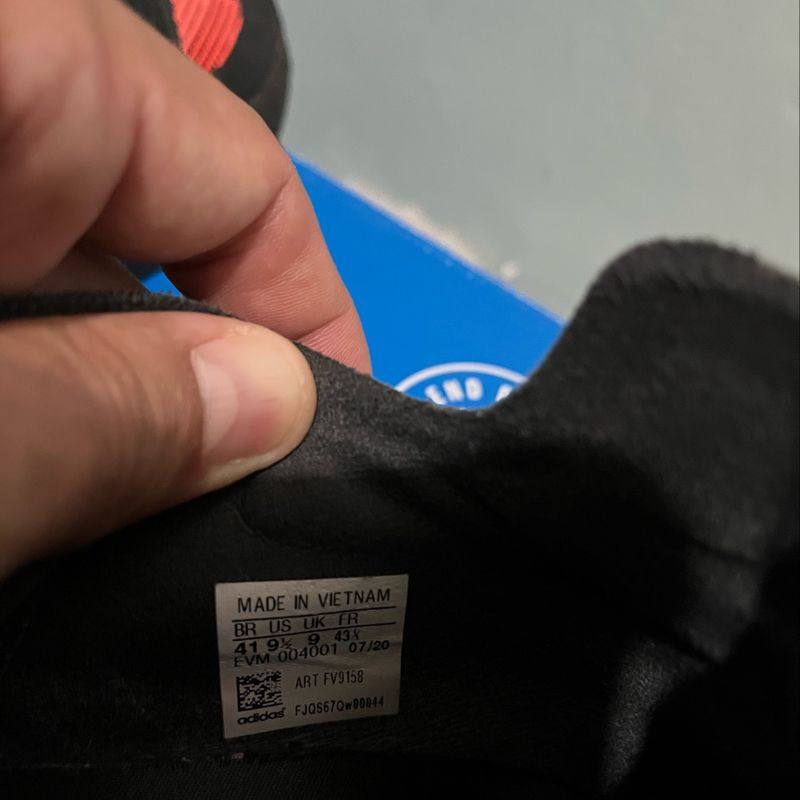 END
MADE IN VIETNAM
BR US UK FR
41 9½ 9 43⅓
EVM 004001 07/20
ART FV9158
adidas FJQS67Qw00044